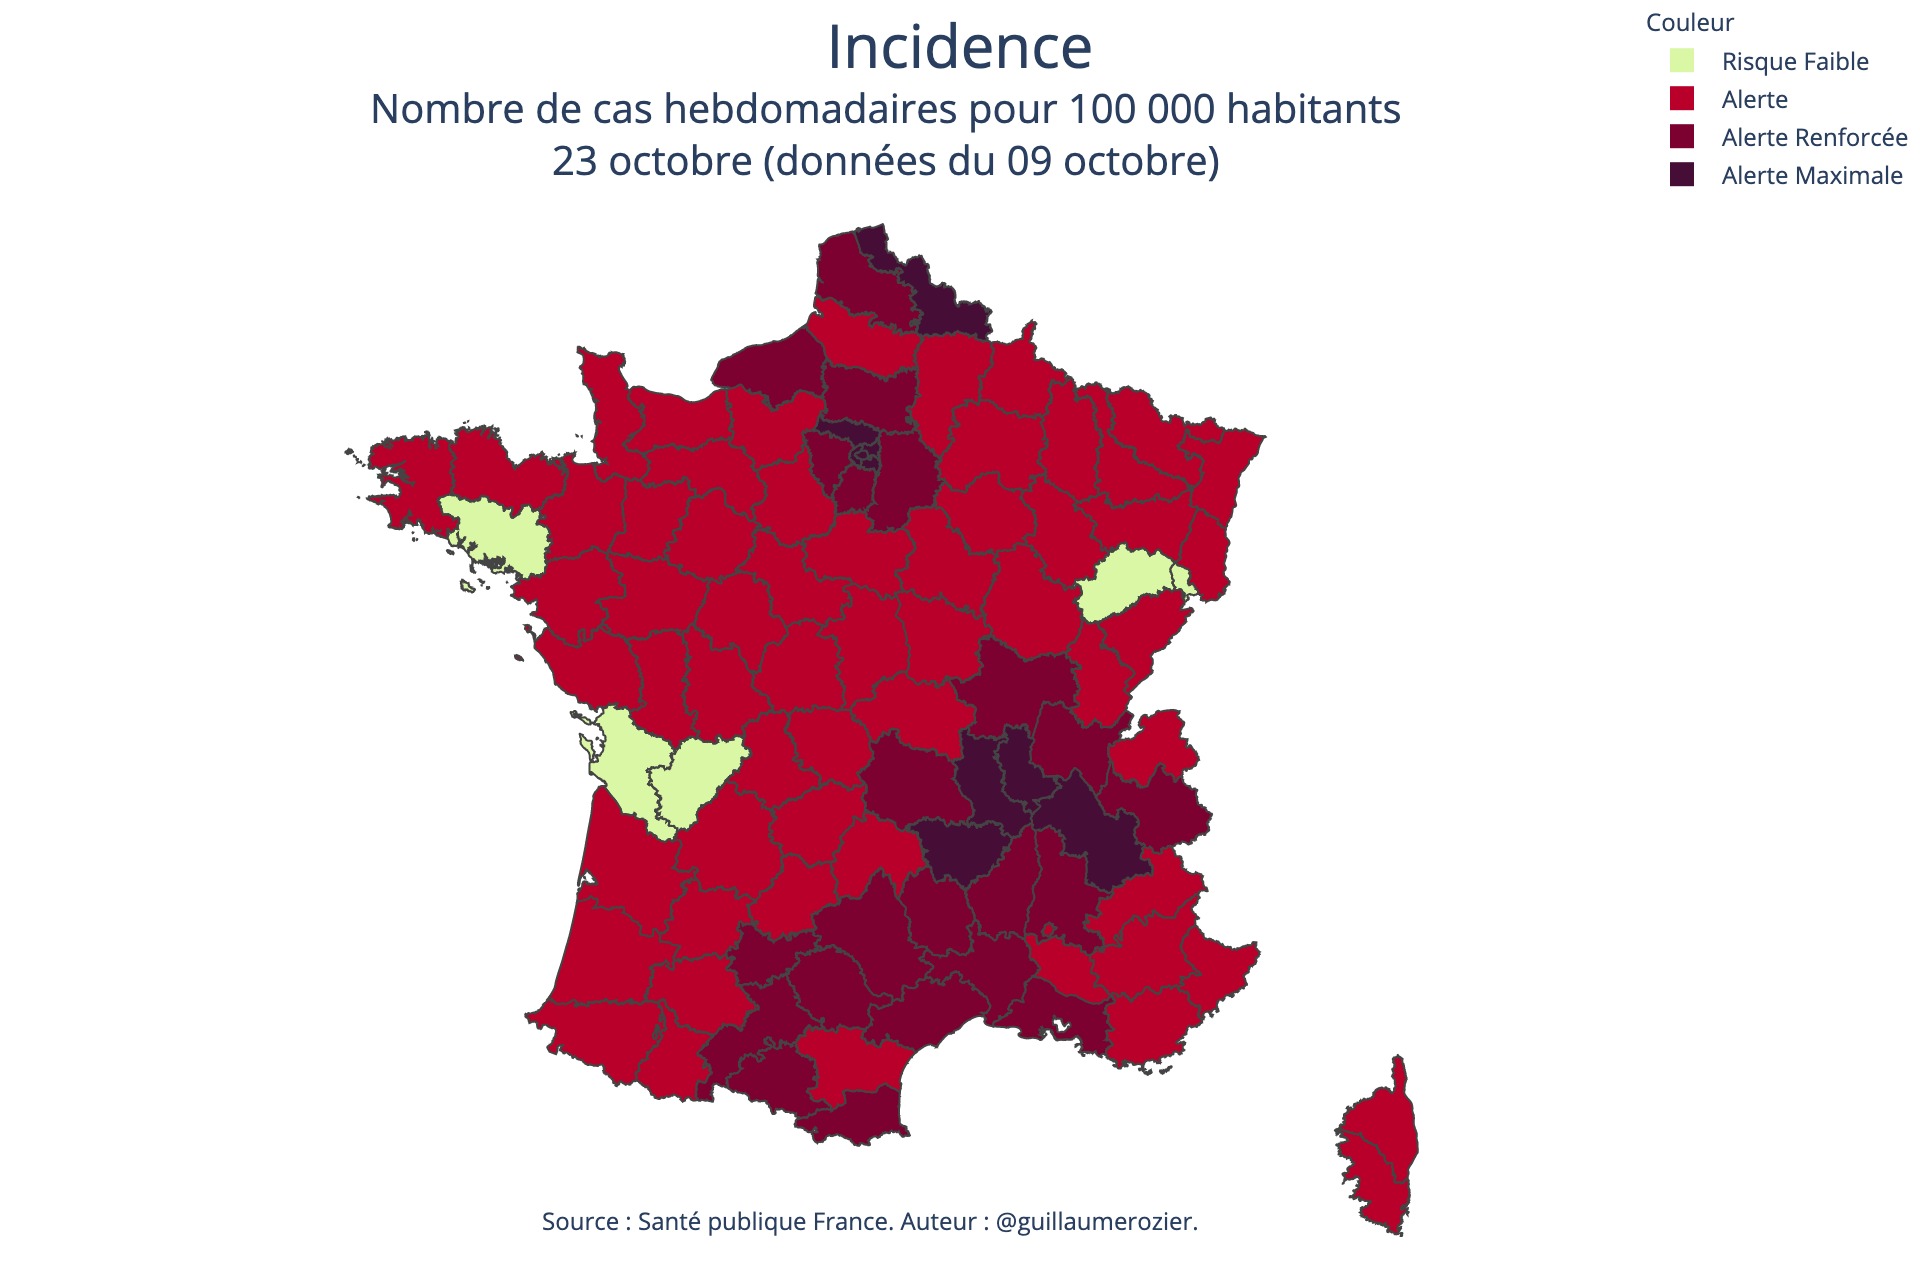 Incidence
Nombre de cas hebdomadaires pour 100 000 habitants
23 octobre (données du 09 octobre)
Couleur
Risque Faible
Alerte
Alerte Renforcée
Alerte Maximale
Source : Santé publique France. Auteur : @guillaumerozier.